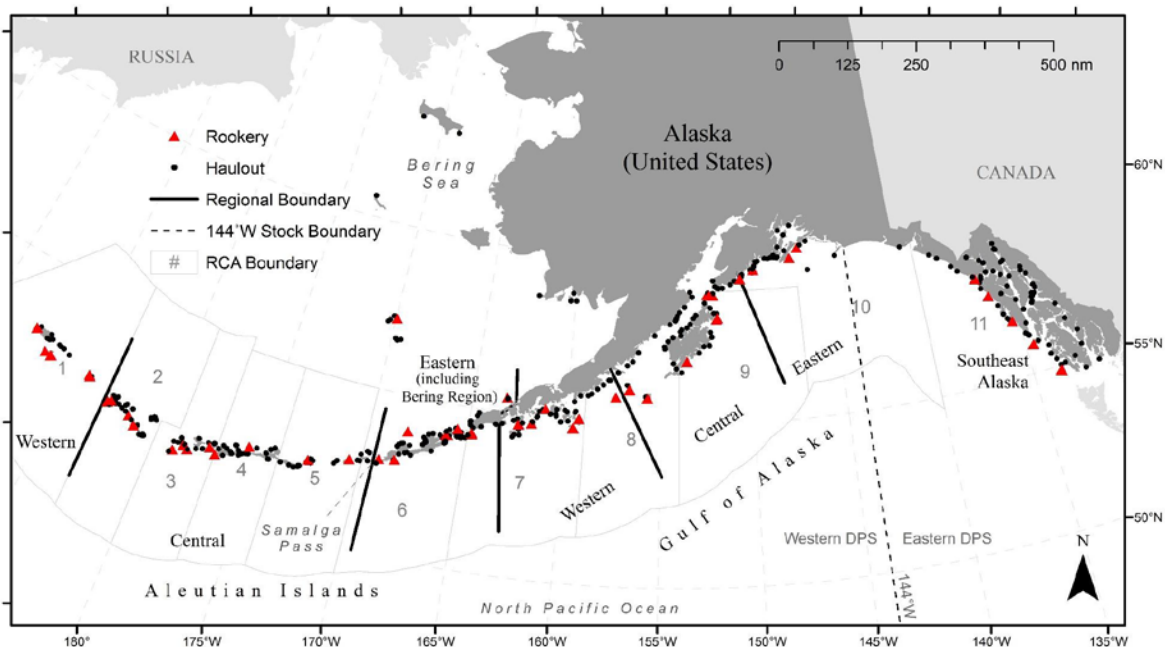 RUSSIA
0
125
250
500 nm
Rookery
Haulout
Regional Boundary
144°W Stock Boundary
#
RCA Boundary
Bering
Sea
Alaska
(United States)
CANADA
60°N
55°N
50°N
1
2
3
4
5
6
7
8
9
10
11
Western
Central
Samalga
Pass
Eastern
(including
Bering Region)
Western
Central
Eastern
Southeast
Alaska
Gulf of Alaska
Western DPS
Eastern DPS
144°W
N
Aleutian Islands
North Pacific Ocean
180°
175°W
170°W
165°W
160°W
155°W
150°W
145°W
140°W
135°W